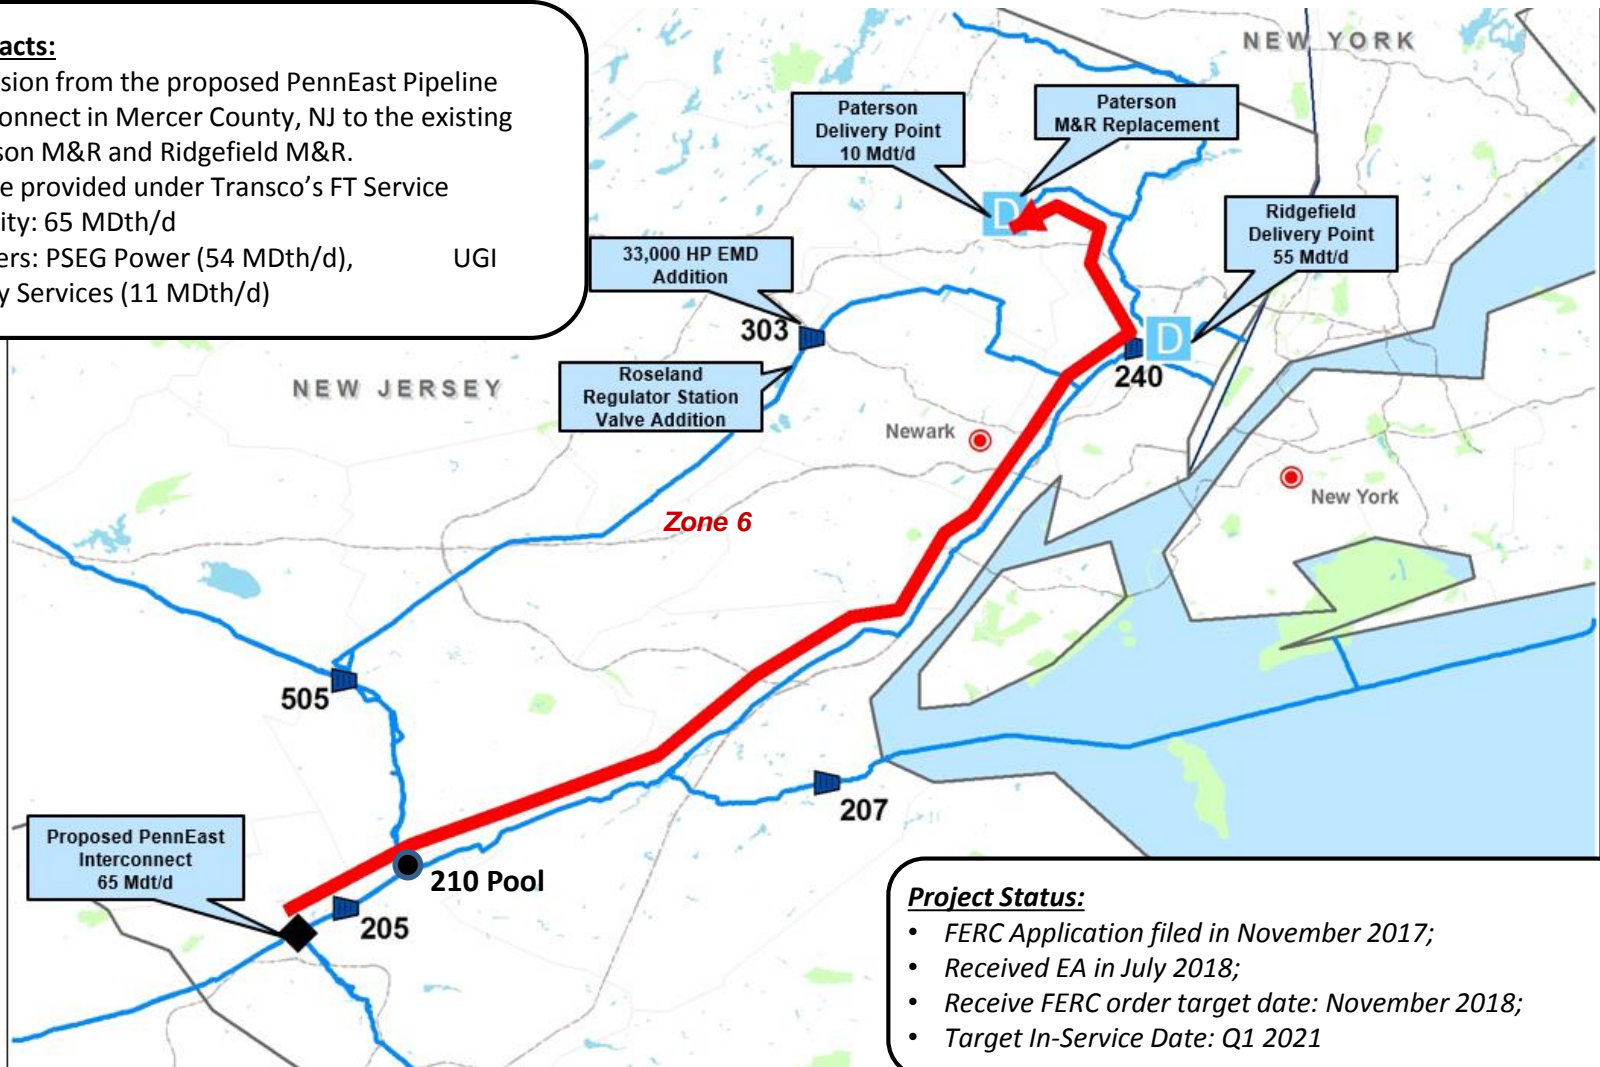 acts:
sion from the proposed PennEast Pipeline
onnect in Mercer County, NJ to the existing
son M&R and Ridgefield M&R.
e provided under Transco's FT Service
ity: 65 MDth/d
ers: PSEG Power (54 MDth/d), UGI
y Services (11 MDth/d)
NEW YORK
Paterson
Delivery Point
10 Mdt/d
Paterson
M&R Replacement
D
Ridgefield
Delivery Point
55 Mdt/d
33,000 HP EMD
Addition
303
D
240
Roseland
Regulator Station
Valve Addition
NEW JERSEY
Newark
New York
Zone 6
505
207
Proposed PennEast
Interconnect
65 Mdt/d
210 Pool
205
Project Status:
• FERC Application filed in November 2017;
• Received EA in July 2018;
• Receive FERC order target date: November 2018;
• Target In-Service Date: Q1 2021